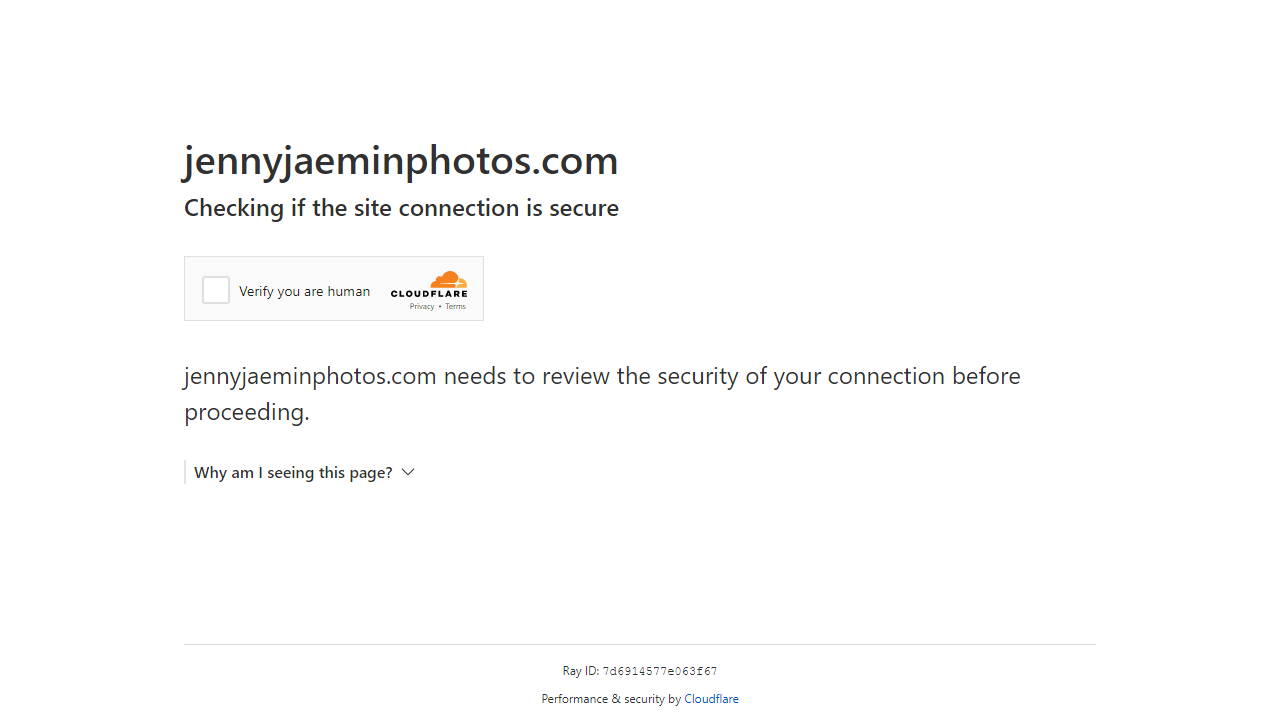 jennyjaeminphotos.com
Checking if the site connection is secure
Verify you are human
CLOUDFLARE
Privacy • Terms
jennyjaeminphotos.com needs to review the security of your connection before
proceeding.
Why am I seeing this page?
Ray ID: 7d6914577e063f67
Performance & security by Cloudflare